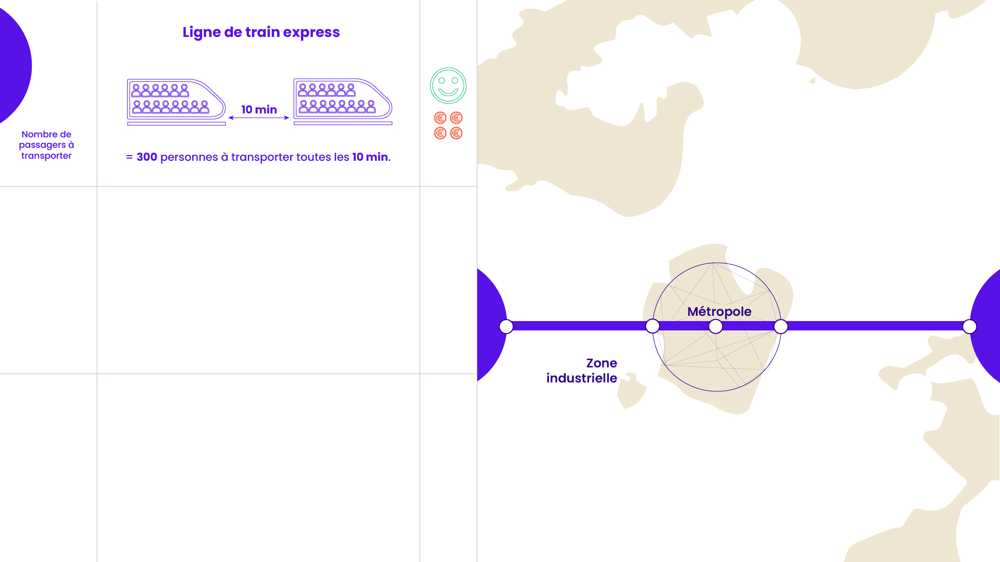 Ligne de train express
10 min
Nombre de
passagers à
transporter
= 300 personnes à transporter toutes les 10 min.
€ €
€ €
Métropole
Zone
industrielle